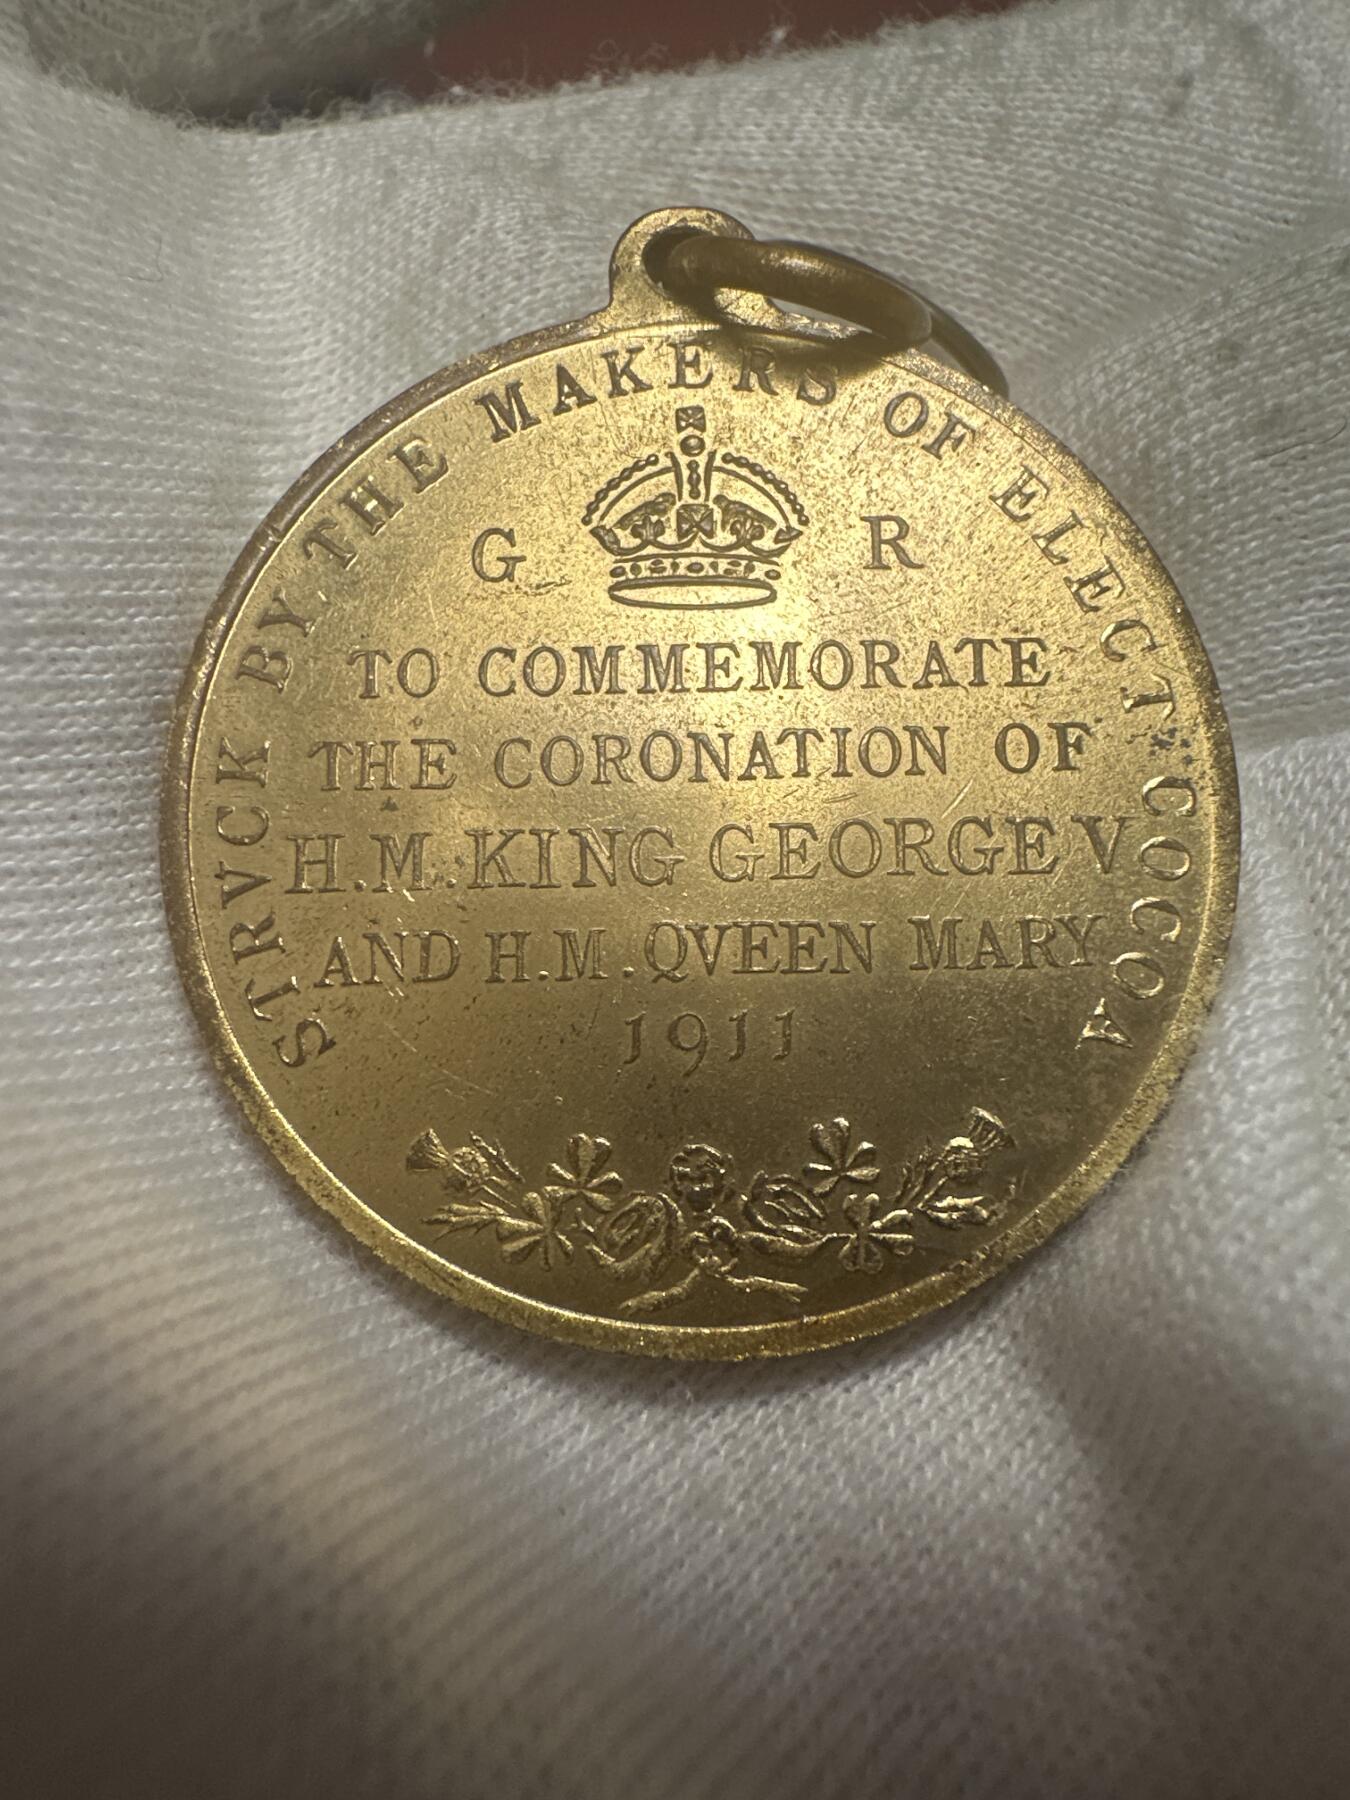 STRVCK BY THE MAKERS OF ELECT COCOA
G R
TO COMMEMORATE
THE CORONATION OF
H.M. KING GEORGE V
AND H.M. QVEEN MARY
1911